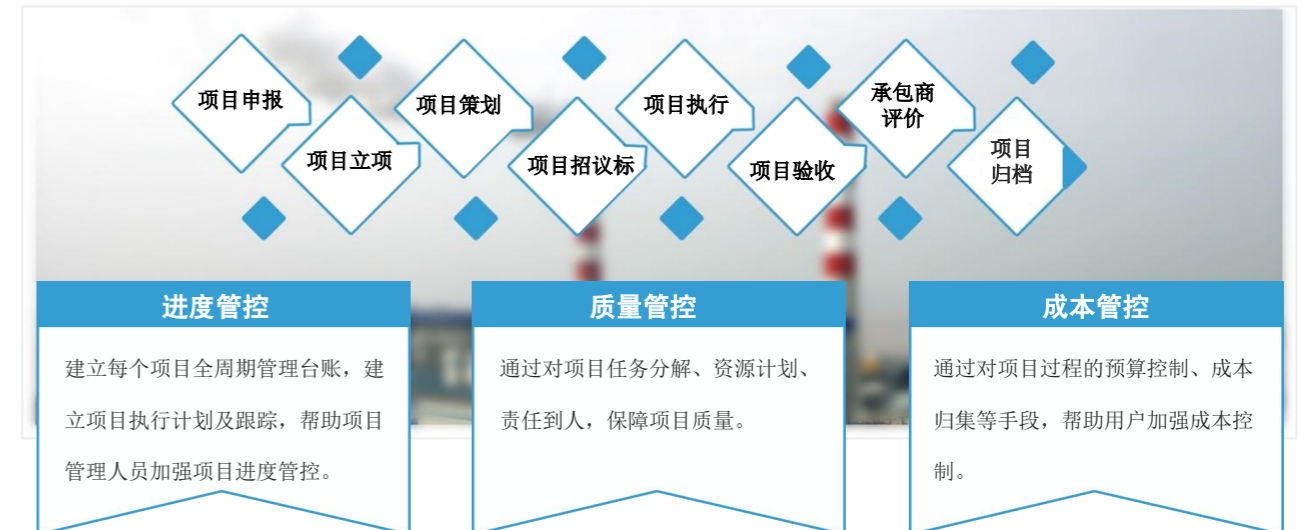 项目申报
项目立项
项目策划
项目招议标
项目执行
项目验收
承包商
评价
项目
归档
进度管控
建立每个项目全周期管理台账，建
立项目执行计划及跟踪，帮助项目
管理人员加强项目进度管控。
质量管控
通过对项目任务分解、资源计划、
责任到人，保障项目质量。
成本管控
通过对项目过程的预算控制、成本
归集等手段，帮助用户加强成本控
制。